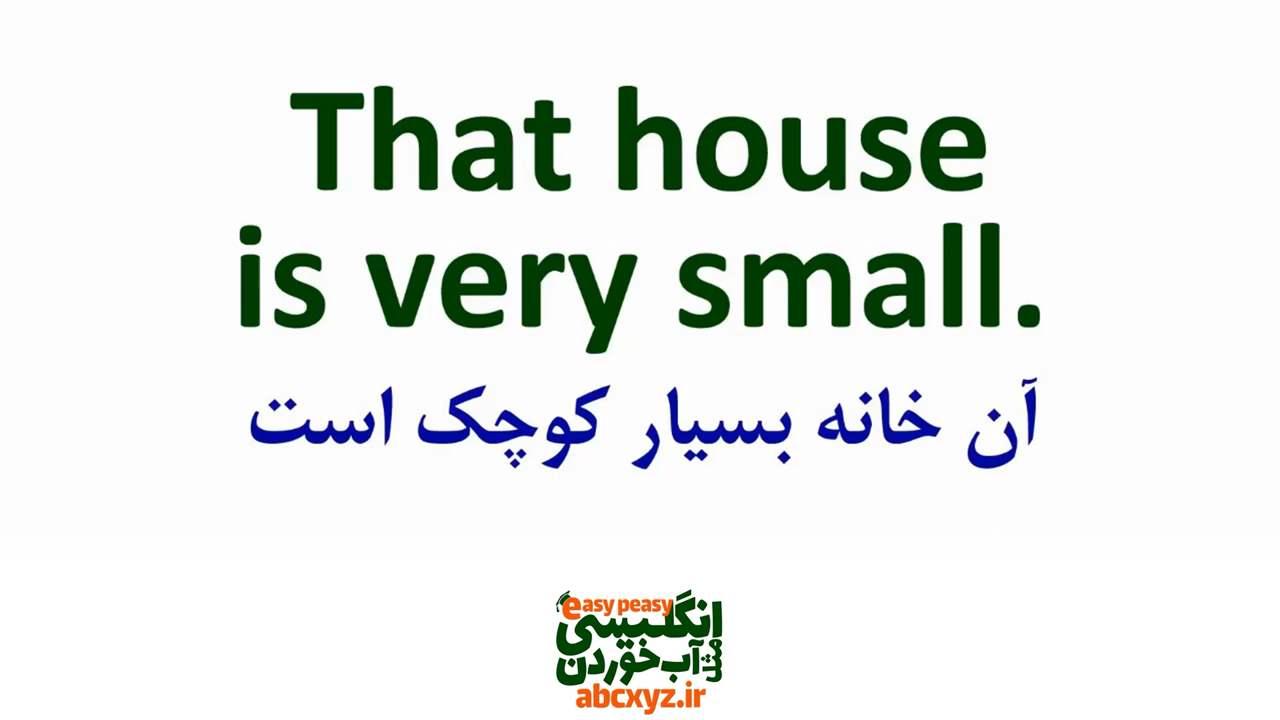 That house
is very small.
آن خانه بسیار کوچک است
easy peasy
انگلیسی
مثل آب خوردن
abcxyz.ir